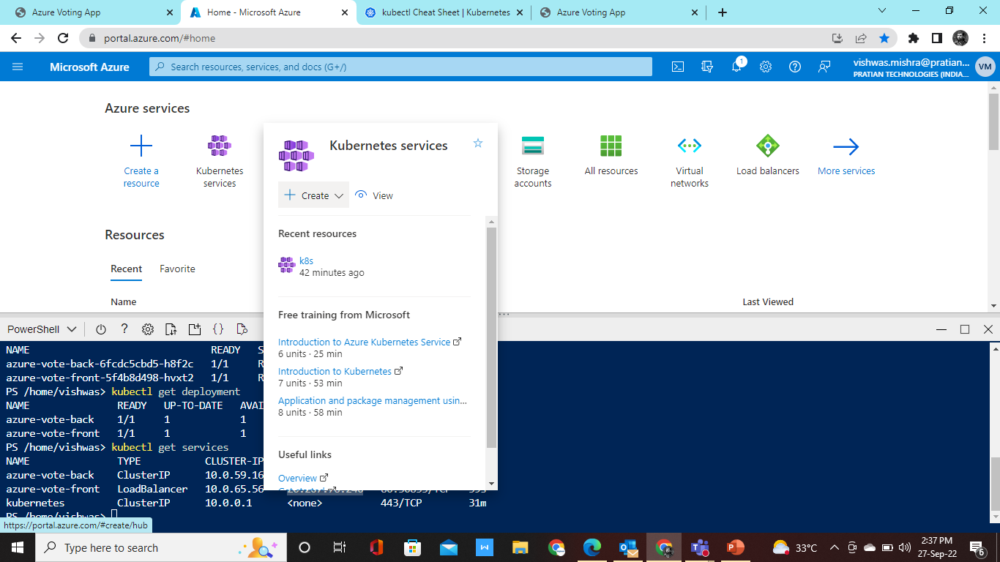 Azure Voting App
Home - Microsoft Azure
kubectl Cheat Sheet | Kubernetes
Azure Voting App
portal.azure.com/#home
Microsoft Azure
Search resources, services, and docs (G+/)
1
vishwas.mishra@pratian...
PRATIAN TECHNOLOGIES (INDIA...
VM
Azure services
Create a resource
Kubernetes services
Storage accounts
All resources
Virtual networks
Load balancers
More services
Kubernetes services
Create
View
Recent resources
k8s
42 minutes ago
Free training from Microsoft
Introduction to Azure Kubernetes Service
6 units · 25 min
Introduction to Kubernetes
7 units · 53 min
Application and package management usin...
8 units · 58 min
Useful links
Overview
Resources
Recent
Favorite
Name
Last Viewed
PowerShell
NAME READY S
azure-vote-back-6fcdc5cbd5-h8f2c 1/1 R
azure-vote-front-5f4b8d498-hvxt2 1/1 R
PS /home/vishwas> kubectl get deployment
NAME READY UP-TO-DATE AVAI
azure-vote-back 1/1 1 1
azure-vote-front 1/1 1 1
PS /home/vishwas> kubectl get services
NAME TYPE CLUSTER-IP
azure-vote-back ClusterIP 10.0.59.16
azure-vote-front LoadBalancer 10.0.65.56
kubernetes ClusterIP 10.0.0.1 <none> 443/TCP 31m
PS /home/vishwas>
https://portal.azure.com/#create/hub
Type here to search
33°C
2:37 PM
27-Sep-22
6